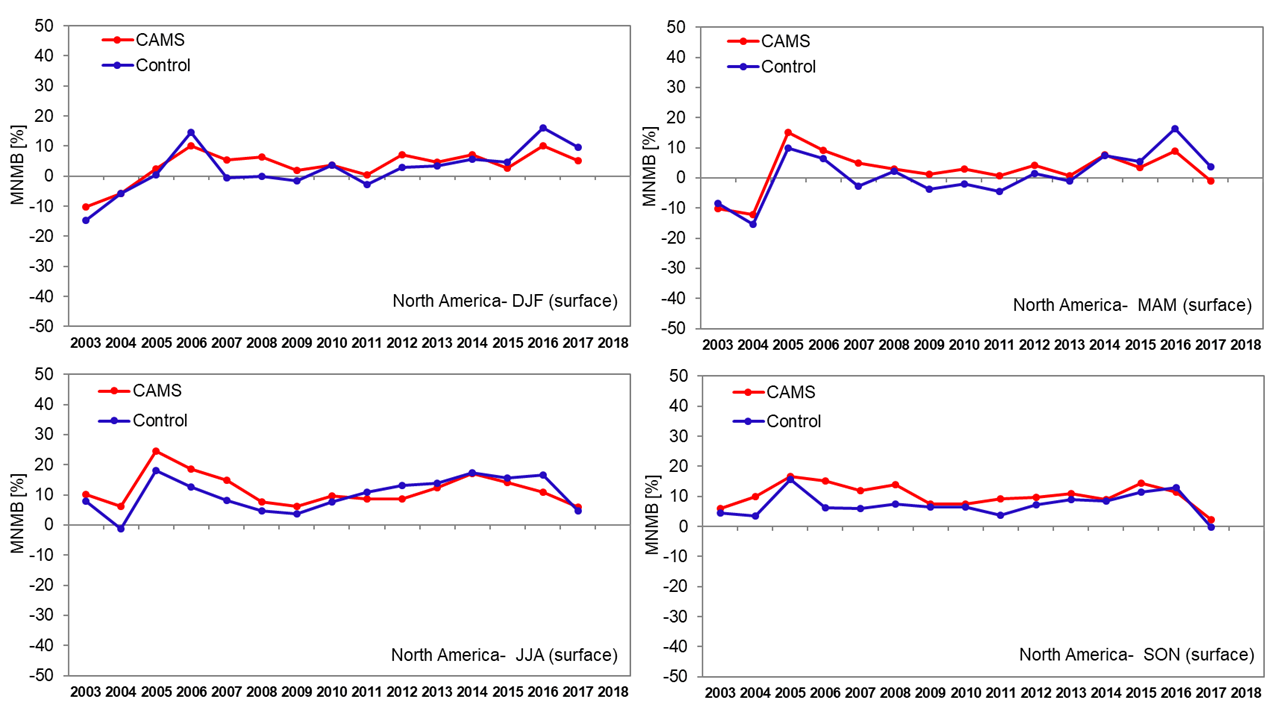 50
CAMS
40
Control
30
20
10
0
-10
-20
-30
-40
-50
MNMB [%]
North America- DJF (surface)
2003 2004 2005 2006 2007 2008 2009 2010 2011 2012 2013 2014 2015 2016 2017 2018
50
CAMS
40
Control
30
20
10
0
-10
-20
-30
-40
-50
MNMB [%]
North America- MAM (surface)
2003 2004 2005 2006 2007 2008 2009 2010 2011 2012 2013 2014 2015 2016 2017 2018
50
CAMS
40
Control
30
20
10
0
-10
-20
-30
-40
-50
MNMB [%]
North America- JJA (surface)
2003 2004 2005 2006 2007 2008 2009 2010 2011 2012 2013 2014 2015 2016 2017 2018
50
CAMS
40
Control
30
20
10
0
-10
-20
-30
-40
-50
MNMB [%]
North America- SON (surface)
2003 2004 2005 2006 2007 2008 2009 2010 2011 2012 2013 2014 2015 2016 2017 2018